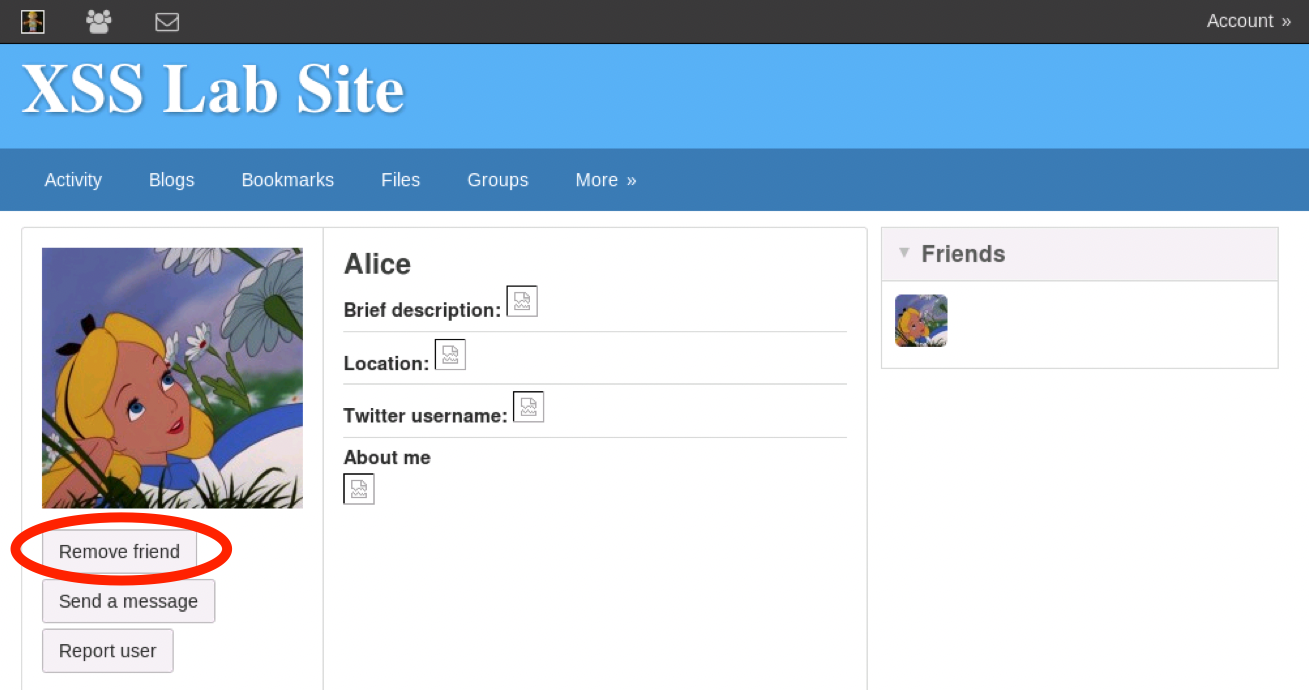 Account »
XSS Lab Site
Activity Blogs Bookmarks Files Groups More »
Alice
Brief description:
Location:
Twitter username:
About me
Remove friend
Send a message
Report user
Friends